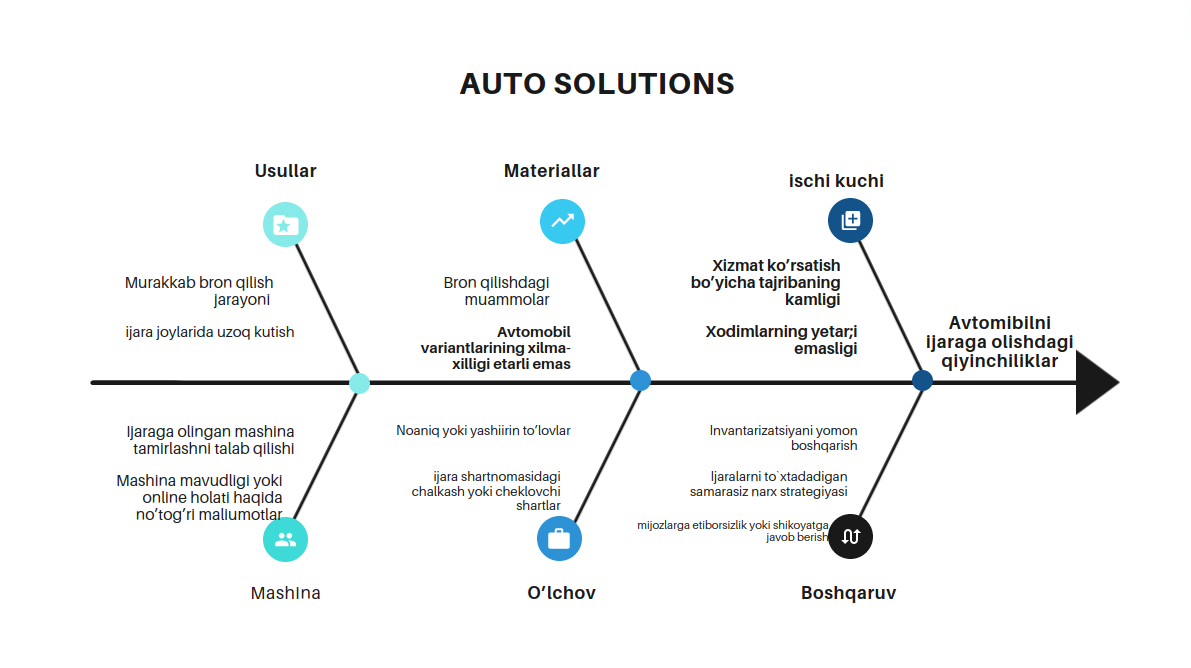 AUTO SOLUTIONS
Usullar
Materiallar
ischi kuchi
Murakkab bron qilish
jarayoni
ijara joylarida uzoq kutish
Bron qilishdagi
muammolar
Avtomobil
variantlarining xilma-
xilligi etarli emas
Xizmat ko’rsatish
bo’yicha tajribaning
kamligi
Xodimlarning yetar;i
emasligi
Avtomibilni
ijaraga olishdagi
qiyinchiliklar
Ijaraga olingan mashina
tamirlashni talab qilishi
Mashina mavudligi yoki
online holati haqida
no’tog’ri maliumotlar
Noaniq yoki yashiirin to’lovlar
ijara shartnomasidagi
chalkash yoki cheklovchi
shartlar
Invantarizatsiyani yomon
boshqarish
Ijaralarni to`xtadadigan
samarasiz narx strategiyasi
mijozlarga etiborsizlik yoki shikoyatga
javob berish
MashIna
O’lchov
Boshqaruv